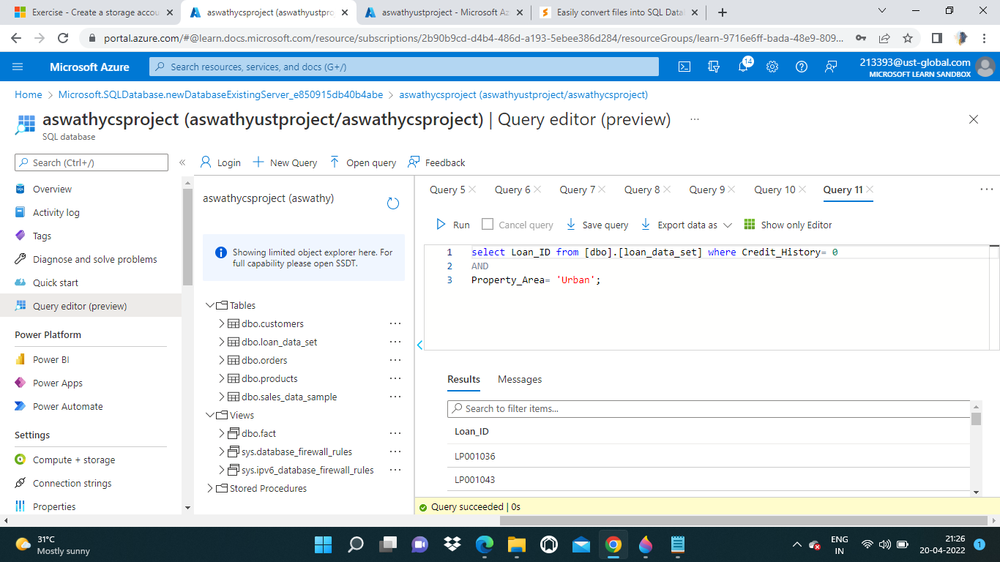 Exercise - Create a storage accou
aswathycsproject (aswathyustpro
aswathyustproject - Microsoft Az
Easily convert files into SQL Data
portal.azure.com/#@learn.docs.microsoft.com/resource/subscriptions/2b90b9cd-d4b4-486d-a193-5ebee386d284/resourceGroups/learn-9716e6ff-bada-48e9-809...
Microsoft Azure
Search resources, services, and docs (G+/)
14
213393@ust-global.com
MICROSOFT LEARN SANDBOX
Home > Microsoft.SQLDatabase.newDatabaseExistingServer_e850915db40b4abe > aswathycsproject (aswathyustproject/aswathycsproject)
aswathycsproject (aswathyustproject/aswathycsproject) | Query editor (preview) ...
SQL database
Search (Ctrl+/)
«
Login
New Query
Open query
Feedback
Overview
Activity log
Tags
Diagnose and solve problems
Quick start
Query editor (preview)
Power Platform
Power BI
Power Apps
Power Automate
Settings
Compute + storage
Connection strings
Properties
aswathycsproject (aswathy)
Showing limited object explorer here. For
full capability please open SSDT.
Tables
dbo.customers ...
dbo.loan_data_set ...
dbo.orders ...
dbo.products ...
dbo.sales_data_sample ...
Views
dbo.fact ...
sys.database_firewall_rules ...
sys.ipv6_database_firewall_rules ...
Stored Procedures
Query 5
Query 6
Query 7
Query 8
Query 9
Query 10
Query 11
...
Run
Cancel query
Save query
Export data as
Show only Editor
1 select Loan_ID from [dbo].[loan_data_set] where Credit_History= 0
2 AND
3 Property_Area= 'Urban';
Results
Messages
Search to filter items...
Loan_ID
LP001036
LP001043
Query succeeded | 0s
31°C
Mostly sunny
ENG
IN
21:26
20-04-2022
1